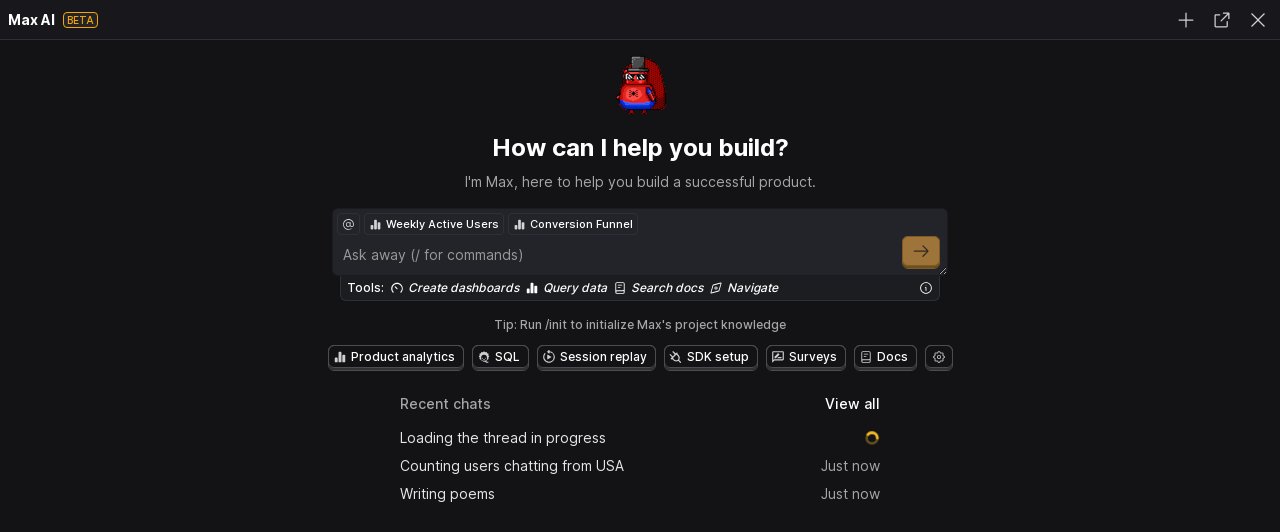 Max AI BETA
How can I help you build?
I'm Max, here to help you build a successful product.
@ Weekly Active Users Conversion Funnel
Ask away (/ for commands)
Tools: Create dashboards Query data Search docs Navigate
Tip: Run /init to initialize Max's project knowledge
Product analytics SQL Session replay SDK setup Surveys Docs
Recent chats View all
Loading the thread in progress
Counting users chatting from USA Just now
Writing poems Just now